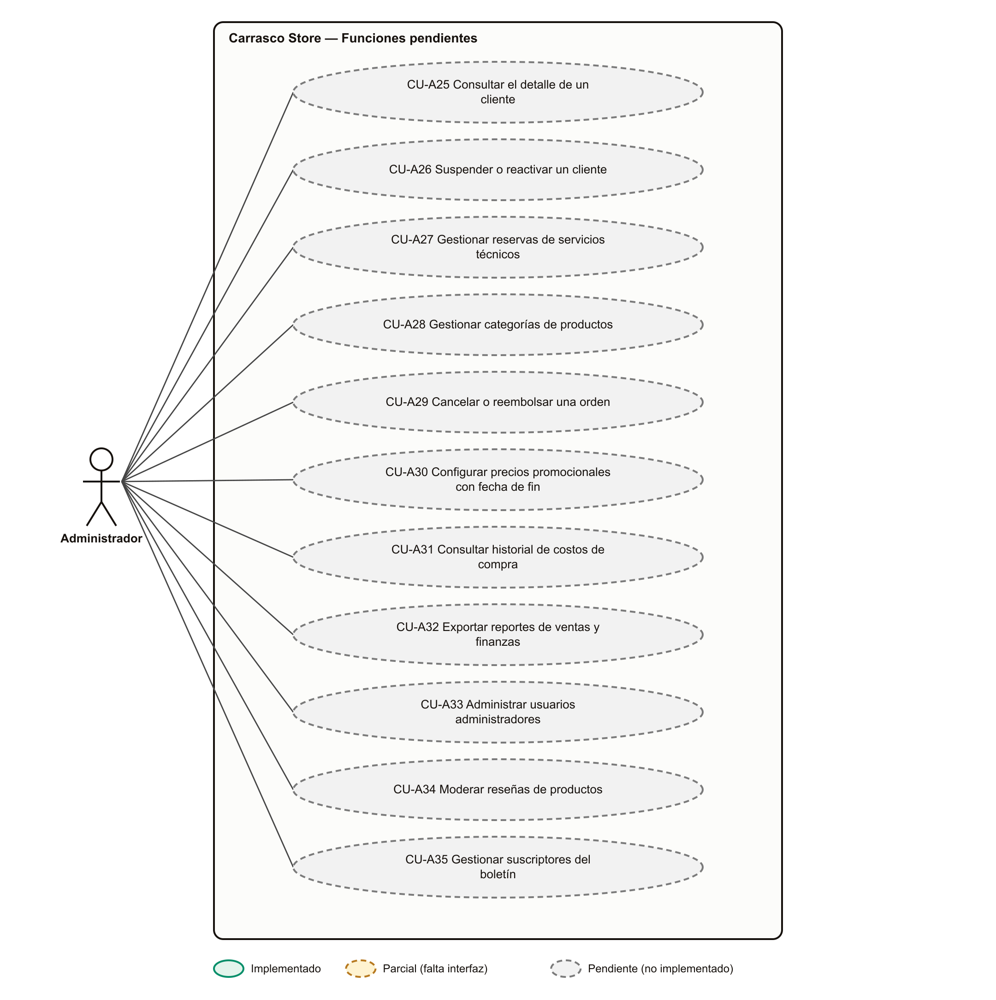 Carrasco Store — Funciones pendientes
CU-A25 Consultar el detalle de un
cliente
CU-A26 Suspender o reactivar un cliente
CU-A27 Gestionar reservas de servicios
técnicos
CU-A28 Gestionar categorías de productos
CU-A29 Cancelar o reembolsar una orden
CU-A30 Configurar precios promocionales
con fecha de fin
Administrador
CU-A31 Consultar historial de costos de
compra
CU-A32 Exportar reportes de ventas y
finanzas
CU-A33 Administrar usuarios
administradores
CU-A34 Moderar reseñas de productos
CU-A35 Gestionar suscriptores del
boletín
Implementado
Parcial (falta interfaz)
Pendiente (no implementado)